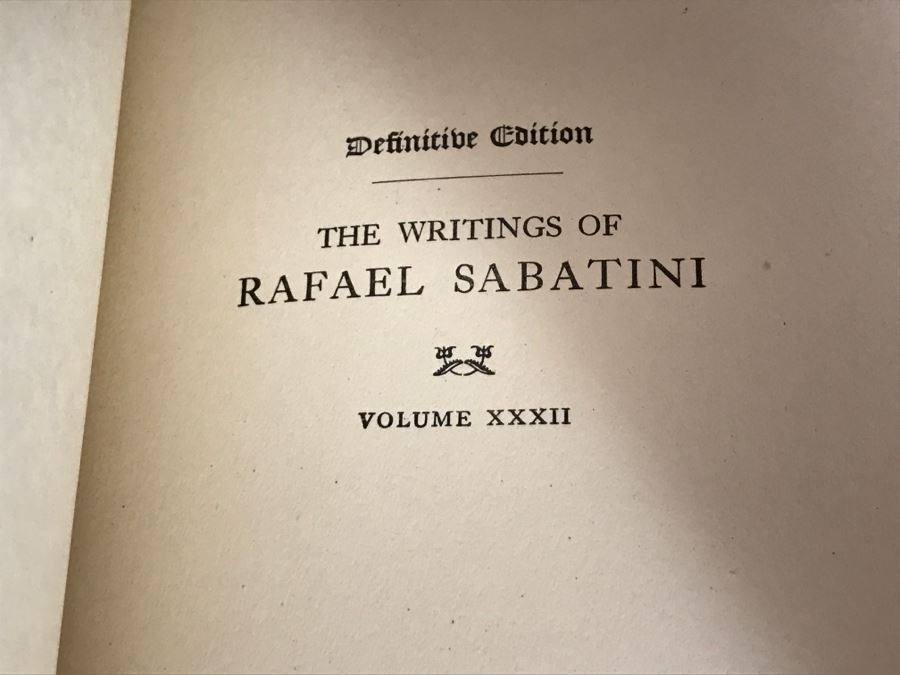 Definitive Edition
THE WRITINGS OF
RAFAEL SABATINI
VOLUME XXXII